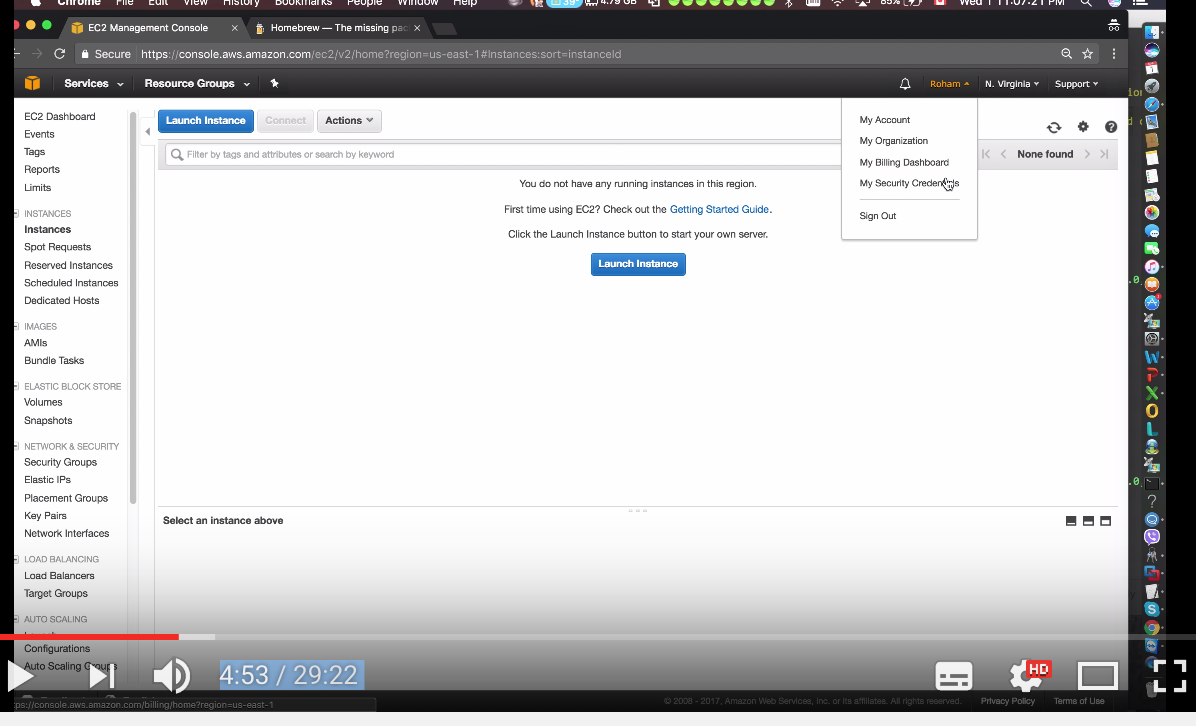 Chrome File Edit View History Bookmarks People Window Help 39° 4.79 GB 85% Wed 1 11:07:21 PM
EC2 Management Console
Homebrew — The missing pac
Secure https://console.aws.amazon.com/ec2/v2/home?region=us-east-1#Instances:sort=instanceId
Services Resource Groups Roham N. Virginia Support
EC2 Dashboard
Events
Tags
Reports
Limits
INSTANCES
Instances
Spot Requests
Reserved Instances
Scheduled Instances
Dedicated Hosts
IMAGES
AMIs
Bundle Tasks
ELASTIC BLOCK STORE
Volumes
Snapshots
NETWORK & SECURITY
Security Groups
Elastic IPs
Placement Groups
Key Pairs
Network Interfaces
LOAD BALANCING
Load Balancers
Target Groups
AUTO SCALING
Configurations
Auto Scaling Groups
Launch Instance Connect Actions
Filter by tags and attributes or search by keyword
None found
You do not have any running instances in this region.
First time using EC2? Check out the Getting Started Guide.
Click the Launch Instance button to start your own server.
Launch Instance
My Account
My Organization
My Billing Dashboard
My Security Credentials
Sign Out
Select an instance above
4:53 / 29:22
HD
ps://console.aws.amazon.com/billing/home?region=us-east-1
© 2008 - 2017, Amazon Web Services, Inc. or its affiliates. All rights reserved. Privacy Policy Terms of Use